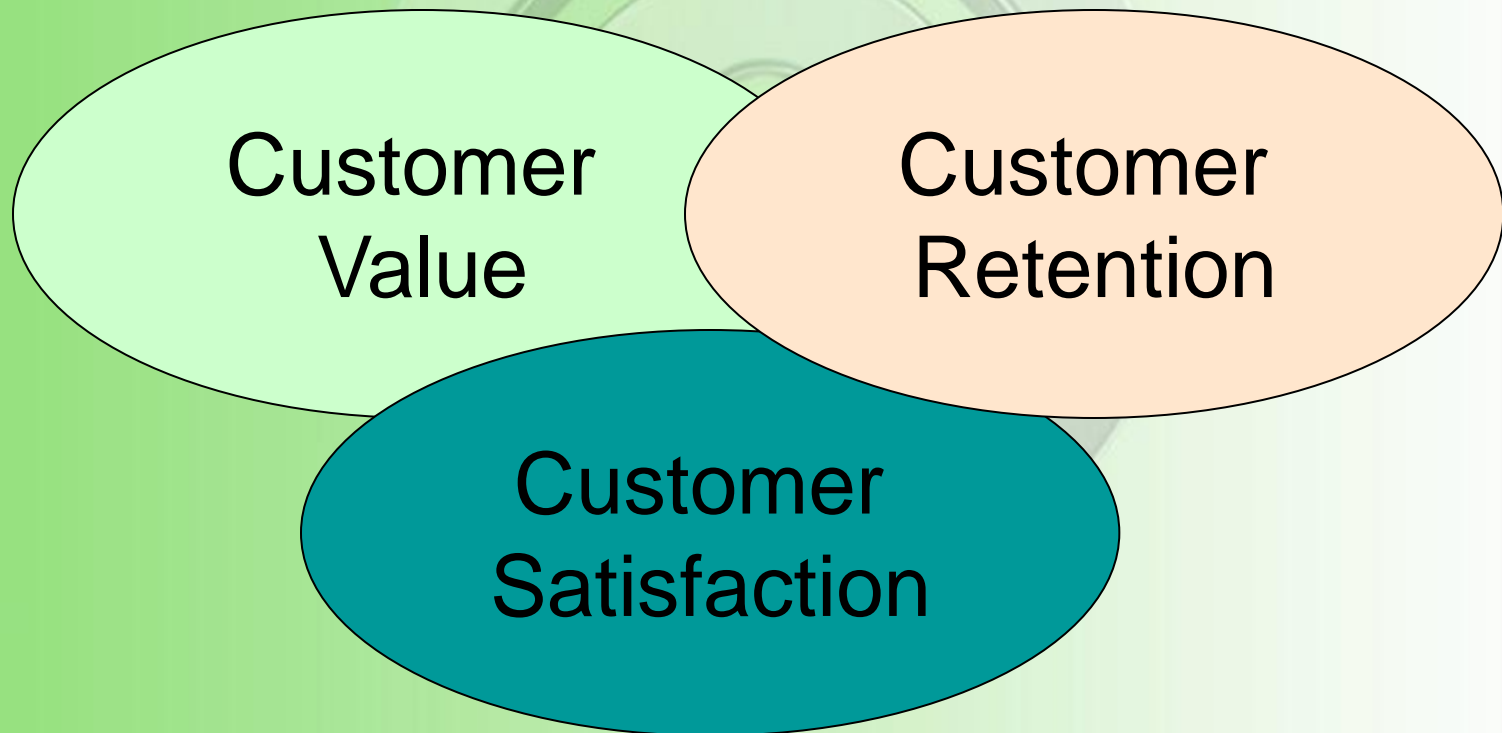 Customer
Value
Customer
Retention
Customer
Satisfaction